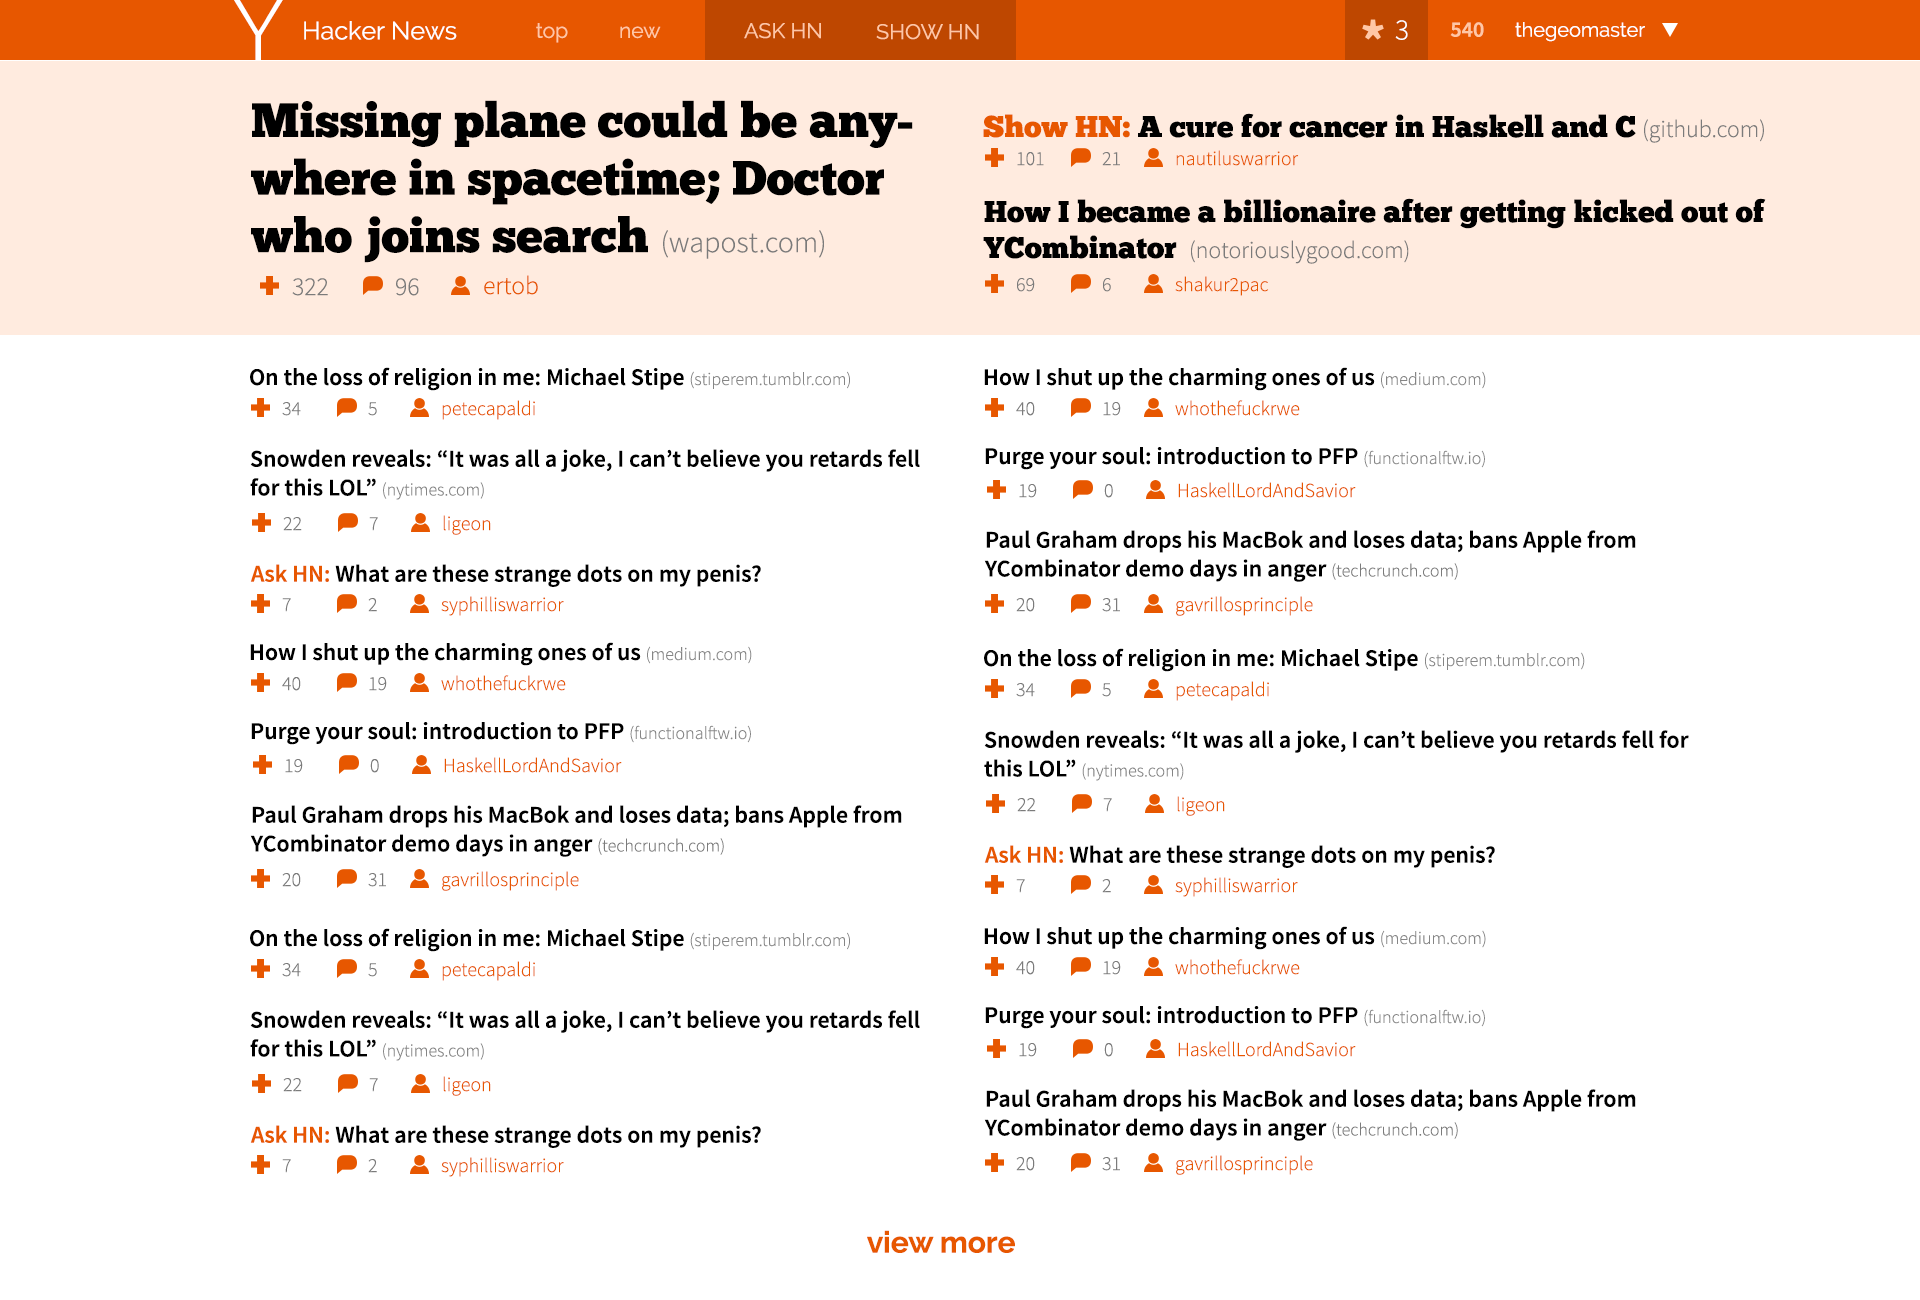 Hacker News
top
new
ASK HN
SHOW HN
3
540
thegeomaster
Missing plane could be any-
where in spacetime; Doctor
who joins search (wapost.com)
322 96 ertob
Show HN: A cure for cancer in Haskell and C (github.com)
101 21 nautiluswarrior
How I became a billionaire after getting kicked out of
YCombinator (notoriouslygood.com)
69 6 shakur2pac
On the loss of religion in me: Michael Stipe (stiperem.tumblr.com)
34 5 petecapaldi
Snowden reveals: “It was all a joke, I can’t believe you retards fell
for this LOL” (nytimes.com)
22 7 ligeon
Ask HN: What are these strange dots on my penis?
7 2 syphilliswarrior
How I shut up the charming ones of us (medium.com)
40 19 whothefuckrwe
Purge your soul: introduction to PFP (functionalftw.io)
19 0 HaskellLordAndSavior
Paul Graham drops his MacBok and loses data; bans Apple from
YCombinator demo days in anger (techcrunch.com)
20 31 gavrillosprinciple
On the loss of religion in me: Michael Stipe (stiperem.tumblr.com)
34 5 petecapaldi
Snowden reveals: “It was all a joke, I can’t believe you retards fell
for this LOL” (nytimes.com)
22 7 ligeon
Ask HN: What are these strange dots on my penis?
7 2 syphilliswarrior
How I shut up the charming ones of us (medium.com)
40 19 whothefuckrwe
Purge your soul: introduction to PFP (functionalftw.io)
19 0 HaskellLordAndSavior
Paul Graham drops his MacBok and loses data; bans Apple from
YCombinator demo days in anger (techcrunch.com)
20 31 gavrillosprinciple
On the loss of religion in me: Michael Stipe (stiperem.tumblr.com)
34 5 petecapaldi
Snowden reveals: “It was all a joke, I can’t believe you retards fell for
this LOL” (nytimes.com)
22 7 ligeon
Ask HN: What are these strange dots on my penis?
7 2 syphilliswarrior
How I shut up the charming ones of us (medium.com)
40 19 whothefuckrwe
Purge your soul: introduction to PFP (functionalftw.io)
19 0 HaskellLordAndSavior
Paul Graham drops his MacBok and loses data; bans Apple from
YCombinator demo days in anger (techcrunch.com)
20 31 gavrillosprinciple
view more